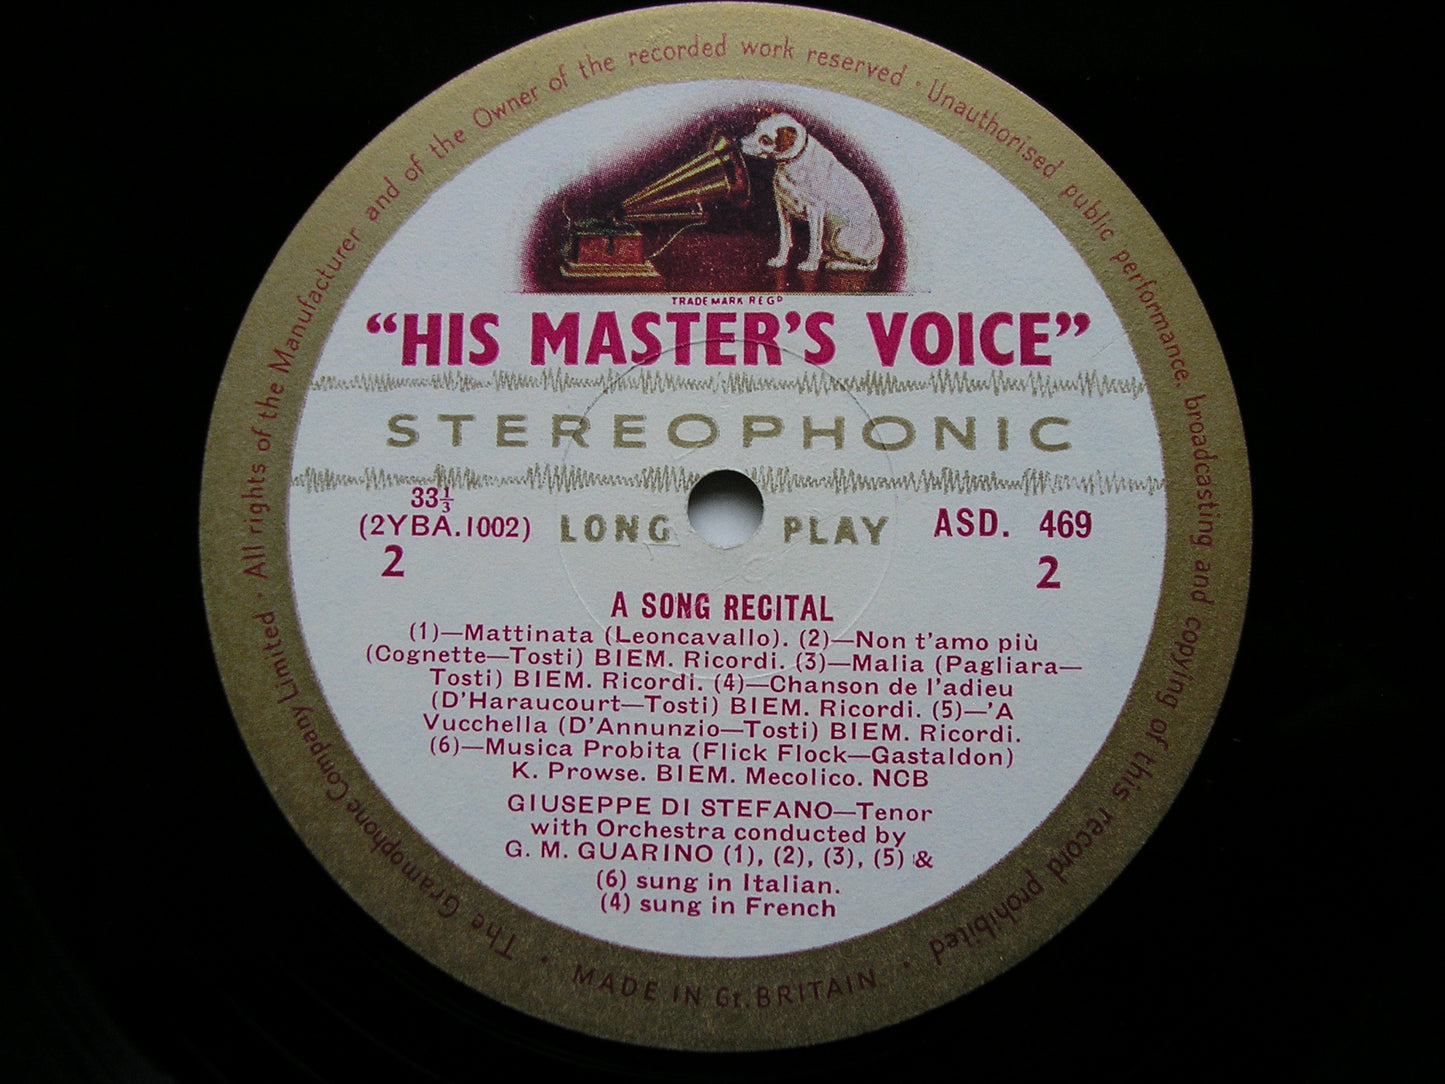 All rights of the Manufacturer and of the Owner of the recorded work reserved · Unauthorised public performance, broadcasting and copying of this record prohibited ·
TRADE MARK REGD
“HIS MASTER'S VOICE”
STEREOPHONIC
33⅓
(2YBA.1002)
LONG PLAY
ASD. 469
2
2
A SONG RECITAL
(1)—Mattinata (Leoncavallo). (2)—Non t'amo più
(Cognette—Tosti) BIEM. Ricordi. (3)—Malia (Pagliara—
Tosti) BIEM. Ricordi. (4)—Chanson de l'adieu
(D'Haraucourt—Tosti) BIEM. Ricordi. (5)—'A
Vucchella (D'Annunzio—Tosti) BIEM. Ricordi.
(6)—Musica Probita (Flick Flock—Gastaldon)
K. Prowse. BIEM. Mecolico. NCB
GIUSEPPE DI STEFANO—Tenor
with Orchestra conducted by
G. M. GUARINO (1), (2), (3), (5) &
(6) sung in Italian.
(4) sung in French
The Gramophone Company Limited ·
MADE IN Gt. BRITAIN ·